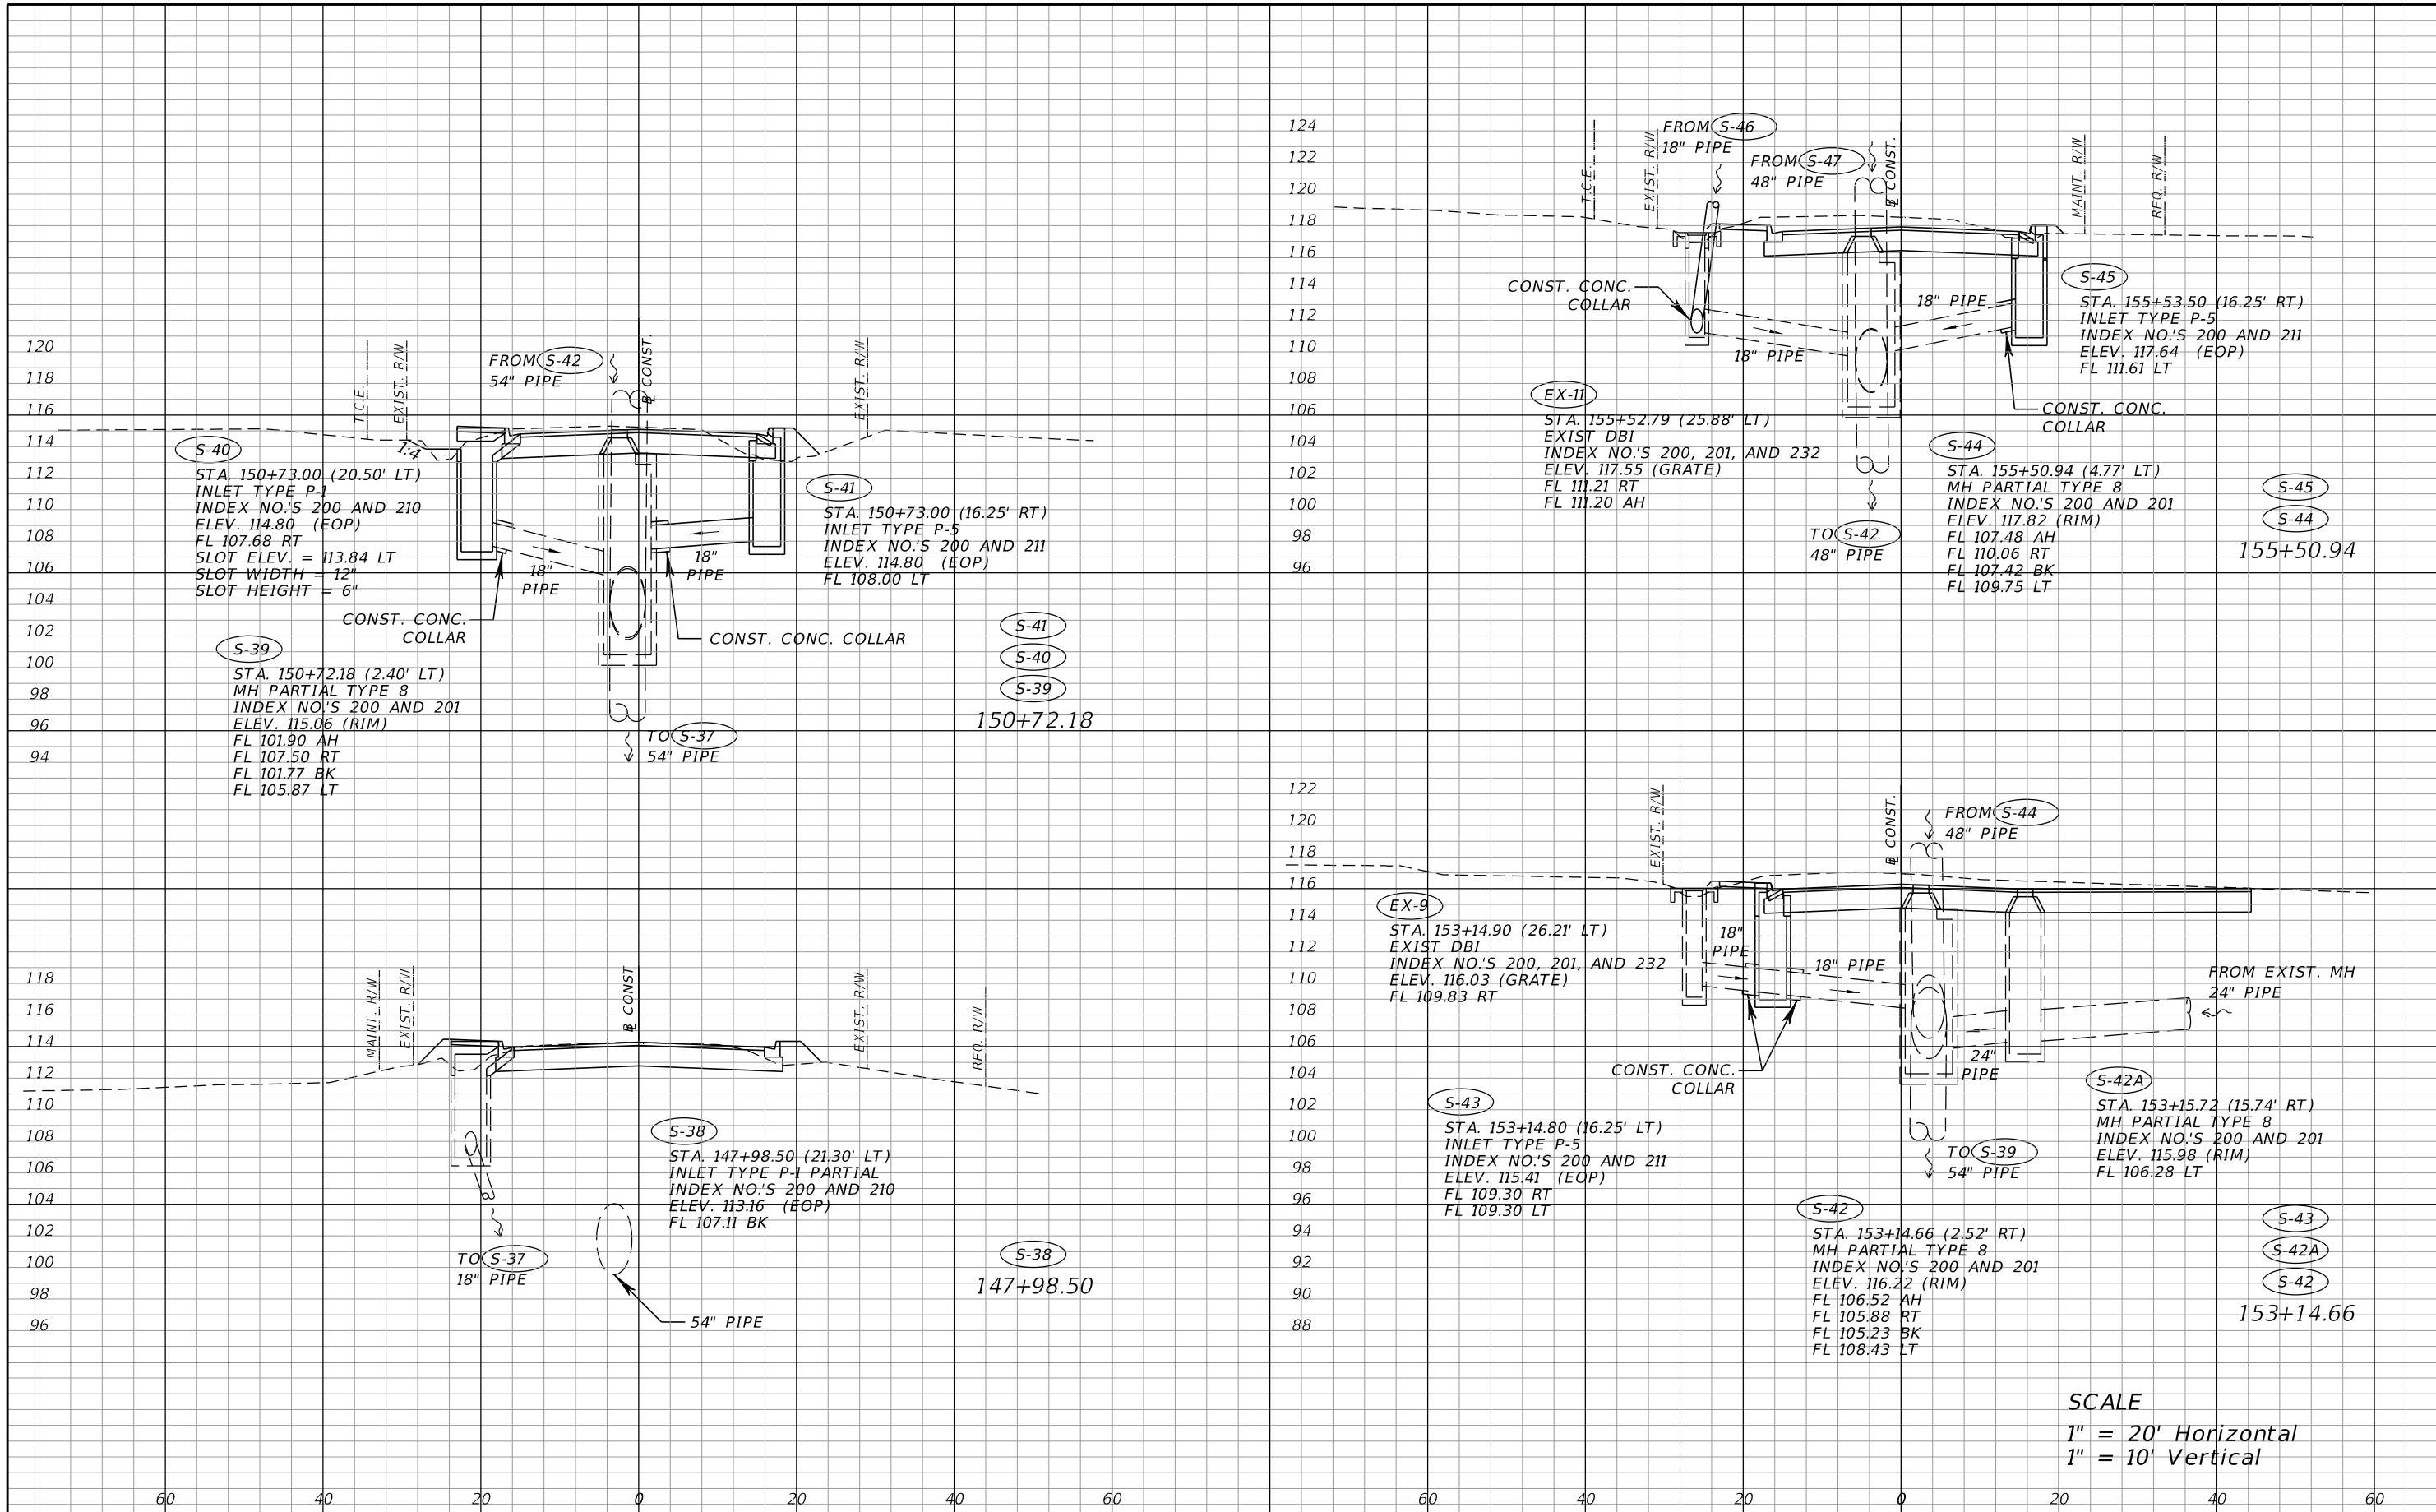 120
118
116
114
112
110
108
106
104
102
100
98
96
94
T.C.E.
EXIST. R/W
FROM S-42
54" PIPE
B CONST.
EXIST. R/W
1:4
S-40
STA. 150+73.00 (20.50' LT)
INLET TYPE P-1
INDEX NO.'S 200 AND 210
ELEV. 114.80 (EOP)
FL 107.68 RT
SLOT ELEV. = 113.84 LT
SLOT WIDTH = 12"
SLOT HEIGHT = 6"
S-41
STA. 150+73.00 (16.25' RT)
INLET TYPE P-5
INDEX NO.'S 200 AND 211
ELEV. 114.80 (EOP)
FL 108.00 LT
18"
PIPE
18"
PIPE
CONST. CONC.
COLLAR
CONST. CONC. COLLAR
S-39
STA. 150+72.18 (2.40' LT)
MH PARTIAL TYPE 8
INDEX NO.'S 200 AND 201
ELEV. 115.06 (RIM)
FL 101.90 AH
FL 107.50 RT
FL 101.77 BK
FL 105.87 LT
TO S-37
54" PIPE
S-41
S-40
S-39
150+72.18
118
116
114
112
110
108
106
104
102
100
98
96
MAINT. R/W
EXIST. R/W
B CONST
EXIST. R/W
REQ. R/W
S-38
STA. 147+98.50 (21.30' LT)
INLET TYPE P-1 PARTIAL
INDEX NO.'S 200 AND 210
ELEV. 113.16 (EOP)
FL 107.11 BK
TO S-37
18" PIPE
54" PIPE
S-38
147+98.50
124
122
120
118
116
114
112
110
108
106
104
102
100
98
96
T.C.E.
EXIST. R/W
FROM S-46
18" PIPE
FROM S-47
48" PIPE
B CONST.
MAINT. R/W
REQ. R/W
CONST. CONC.
COLLAR
18" PIPE
18" PIPE
S-45
STA. 155+53.50 (16.25' RT)
INLET TYPE P-5
INDEX NO.'S 200 AND 211
ELEV. 117.64 (EOP)
FL 111.61 LT
CONST. CONC.
COLLAR
EX-11
STA. 155+52.79 (25.88' LT)
EXIST DBI
INDEX NO.'S 200, 201, AND 232
ELEV. 117.55 (GRATE)
FL 111.21 RT
FL 111.20 AH
S-44
STA. 155+50.94 (4.77' LT)
MH PARTIAL TYPE 8
INDEX NO.'S 200 AND 201
ELEV. 117.82 (RIM)
FL 107.48 AH
FL 110.06 RT
FL 107.42 BK
FL 109.75 LT
TO S-42
48" PIPE
S-45
S-44
155+50.94
122
120
118
116
114
112
110
108
106
104
102
100
98
96
94
92
90
88
EXIST. R/W
B CONST.
FROM S-44
48" PIPE
EX-9
STA. 153+14.90 (26.21' LT)
EXIST DBI
INDEX NO.'S 200, 201, AND 232
ELEV. 116.03 (GRATE)
FL 109.83 RT
18"
PIPE
18" PIPE
FROM EXIST. MH
24" PIPE
24"
PIPE
CONST. CONC.
COLLAR
S-42A
STA. 153+15.72 (15.74' RT)
MH PARTIAL TYPE 8
INDEX NO.'S 200 AND 201
ELEV. 115.98 (RIM)
FL 106.28 LT
S-43
STA. 153+14.80 (16.25' LT)
INLET TYPE P-5
INDEX NO.'S 200 AND 211
ELEV. 115.41 (EOP)
FL 109.30 RT
FL 109.30 LT
TO S-39
54" PIPE
S-42
STA. 153+14.66 (2.52' RT)
MH PARTIAL TYPE 8
INDEX NO.'S 200 AND 201
ELEV. 116.22 (RIM)
FL 106.52 AH
FL 105.88 RT
FL 105.23 BK
FL 108.43 LT
S-43
S-42A
S-42
153+14.66
SCALE
1" = 20' Horizontal
1" = 10' Vertical
60 40 20 0 20 40 60 60 40 20 0 20 40 60